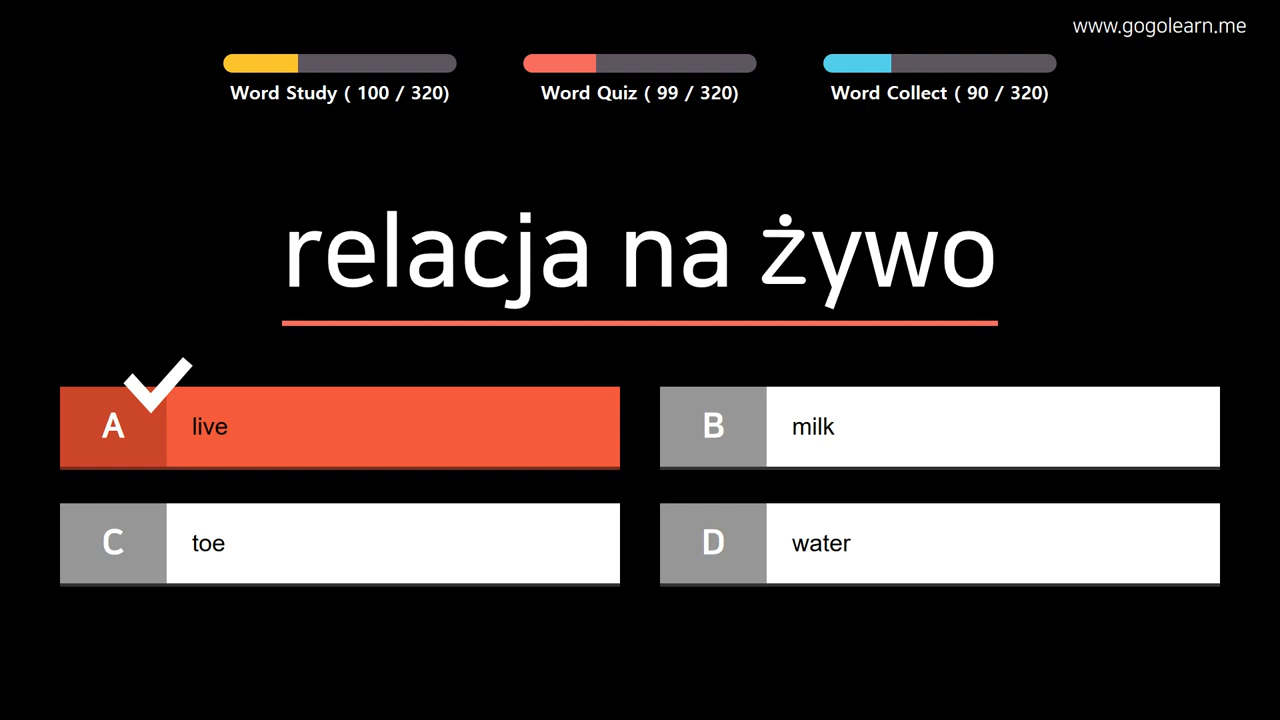 www.gogolearn.me
Word Study ( 100 / 320)
Word Quiz ( 99 / 320)
Word Collect ( 90 / 320)
relacja na żywo
A live
B milk
C toe
D water